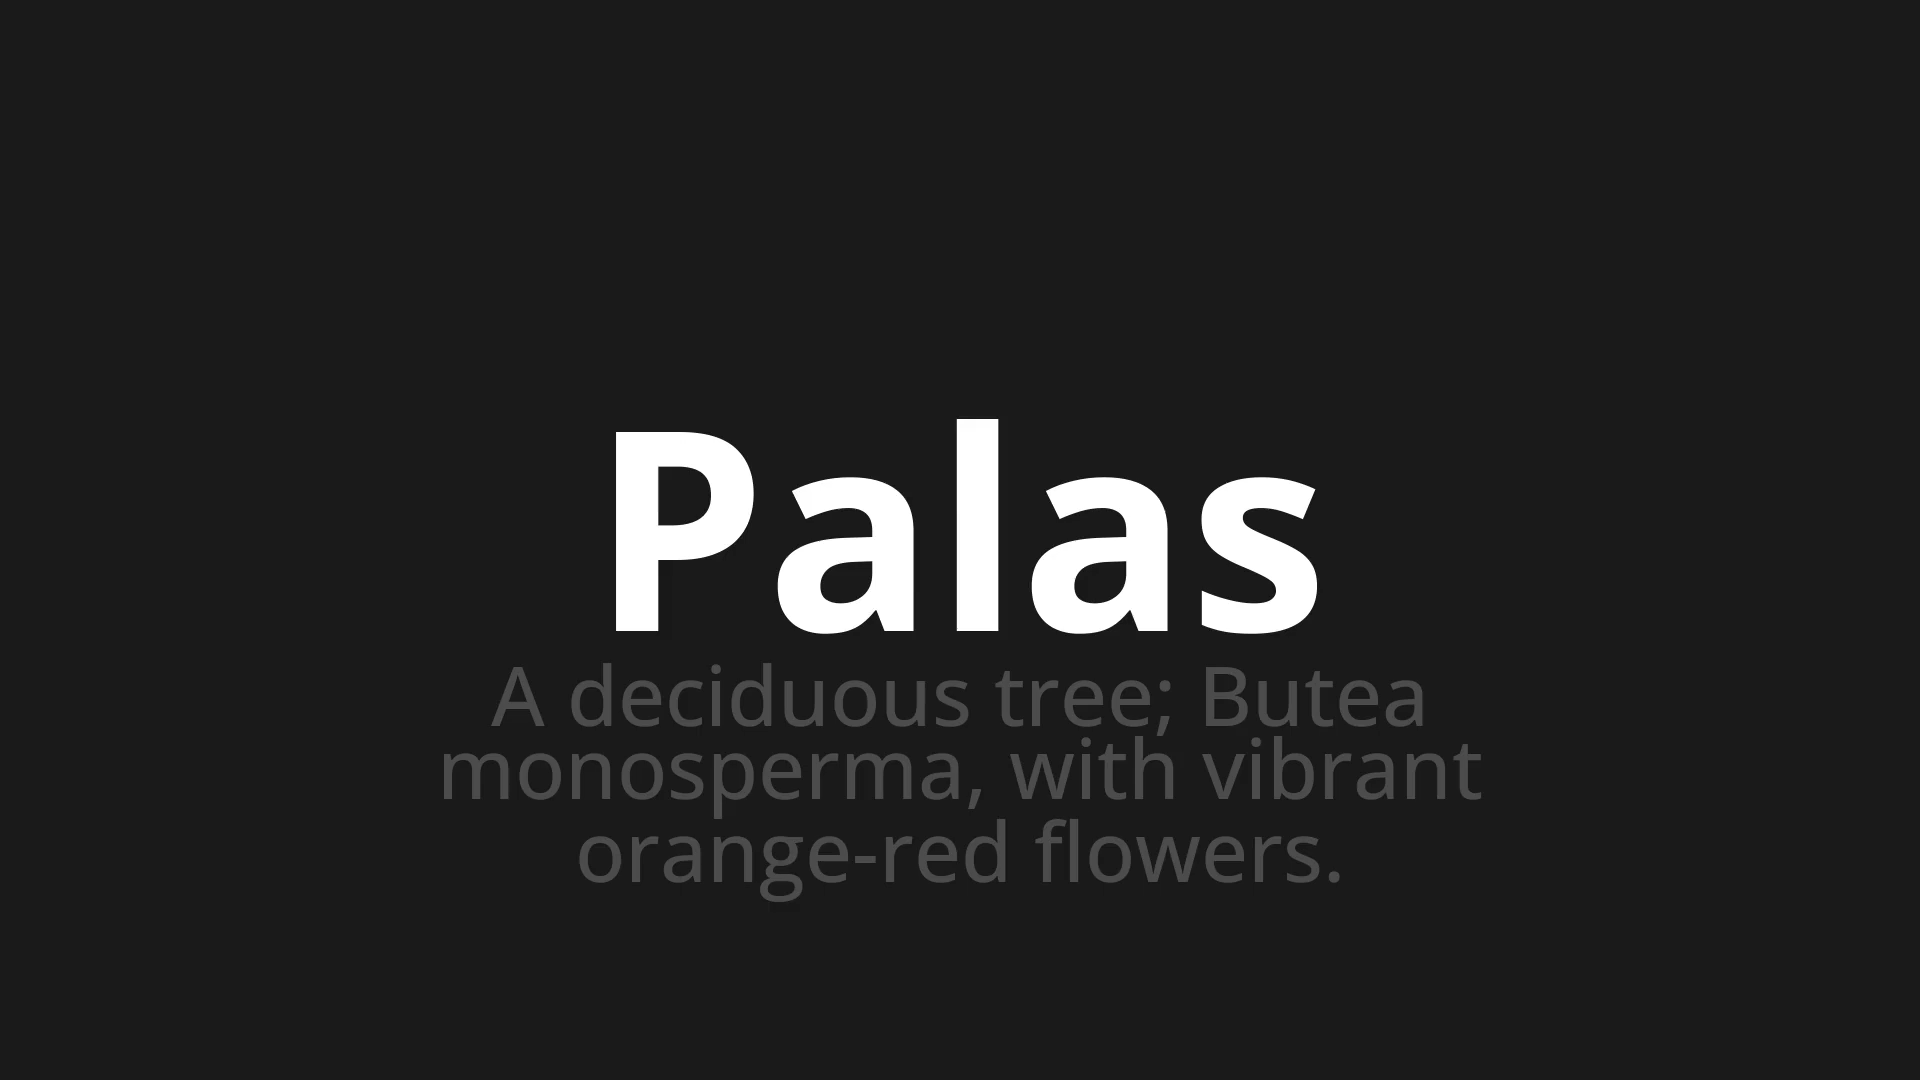 Palas
A deciduous tree; Butea
monosperma, with vibrant
orange-red flowers.